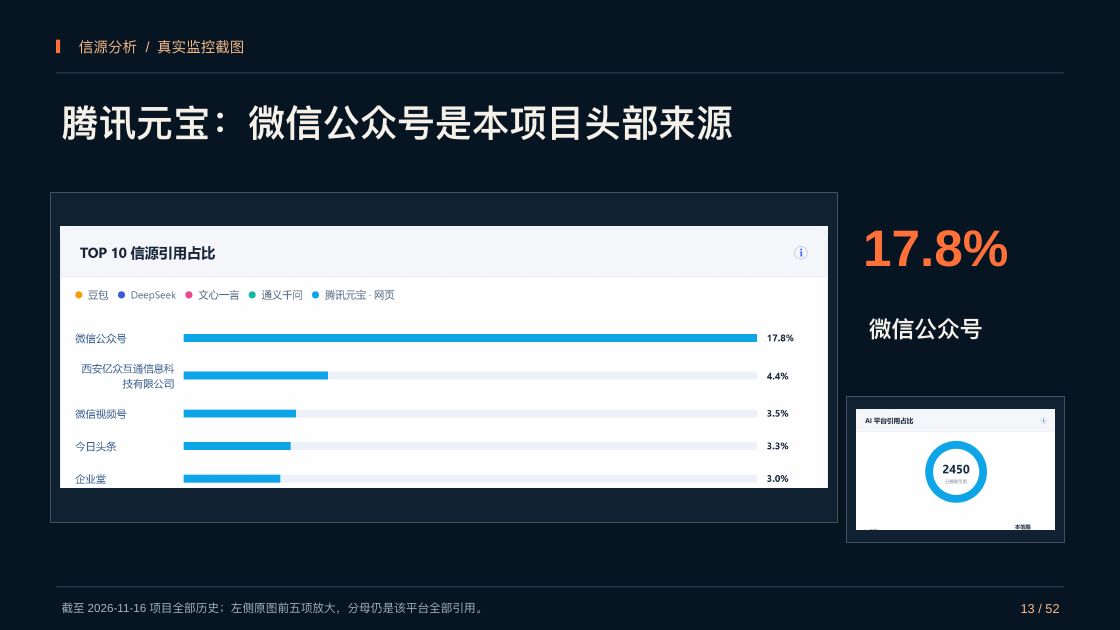 信源分析 / 真实监控截图
腾讯元宝：微信公众号是本项目头部来源
TOP 10 信源引用占比
豆包 DeepSeek 文心一言 通义千问 腾讯元宝 · 网页
微信公众号 17.8%
西安亿众互通信息科
技有限公司 4.4%
微信视频号 3.5%
今日头条 3.3%
企业堂 3.0%
17.8%
微信公众号
AI 平台引用占比
2450
截至 2026-11-16 项目全部历史；左侧原图前五项放大，分母仍是该平台全部引用。
13 / 52